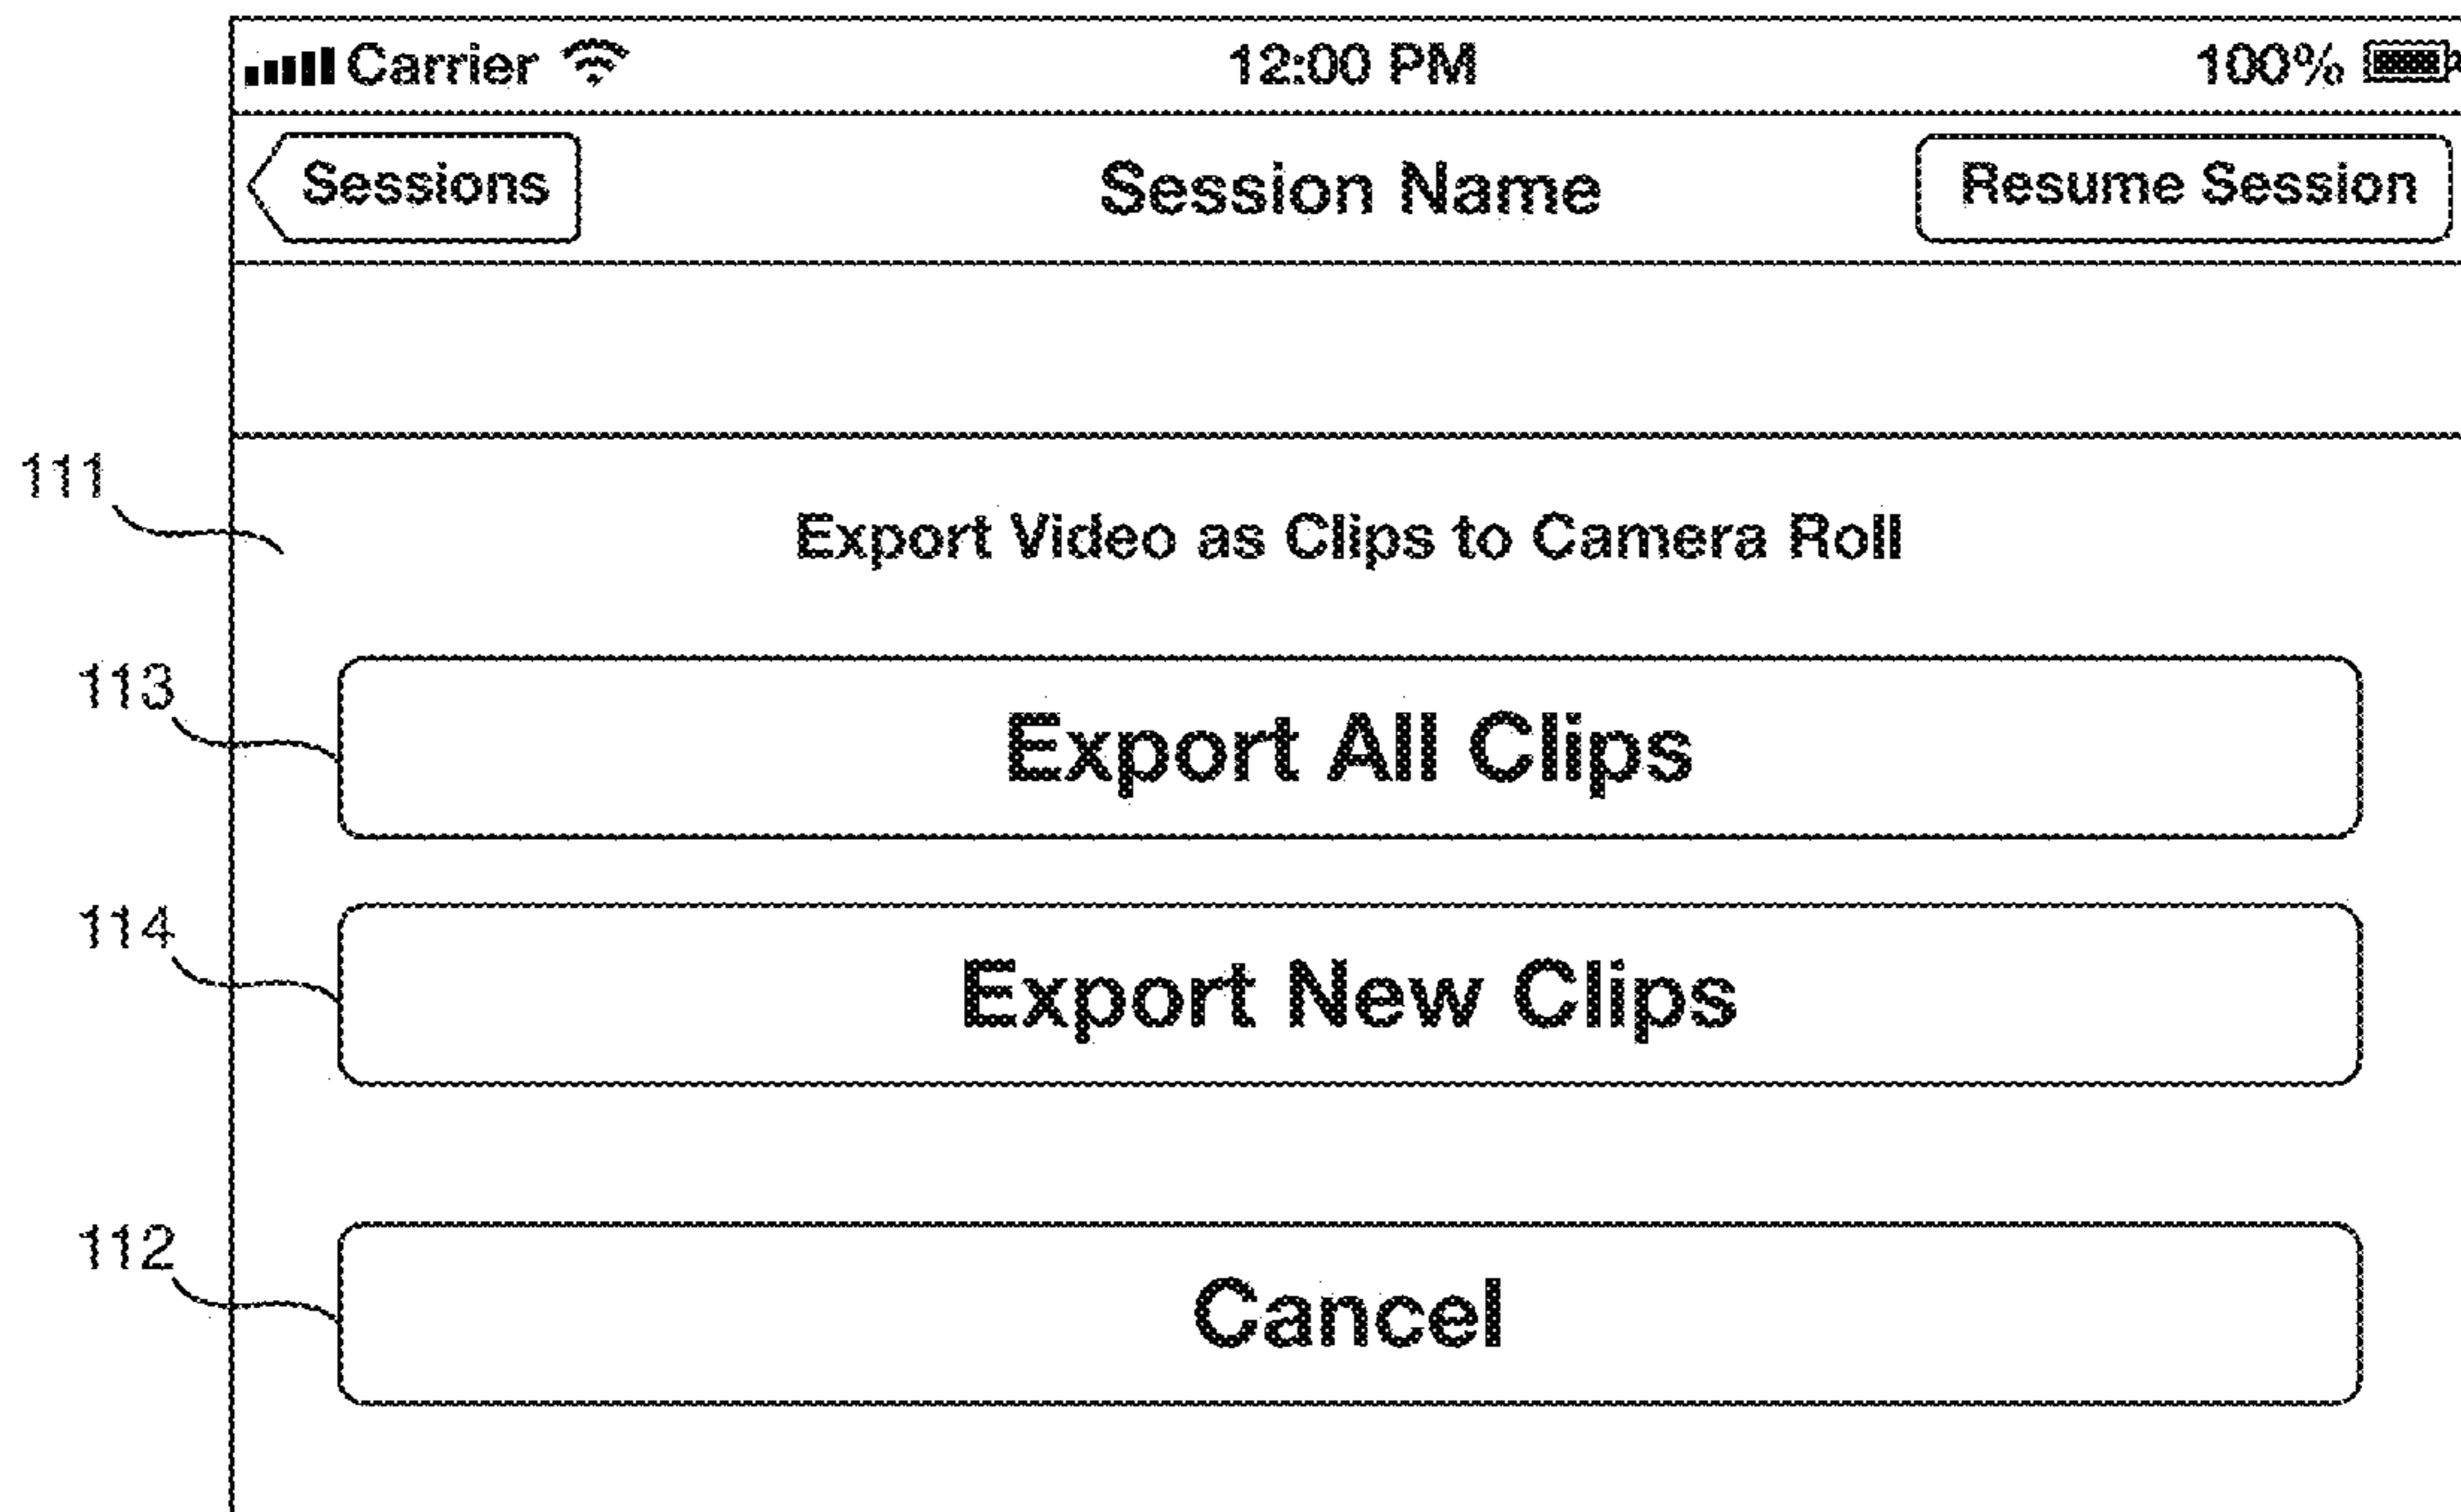 Carrier 12:00 PM 100%
Sessions Session Name Resume Session
111
Export Video as Clips to Camera Roll
113
Export All Clips
114
Export New Clips
112
Cancel